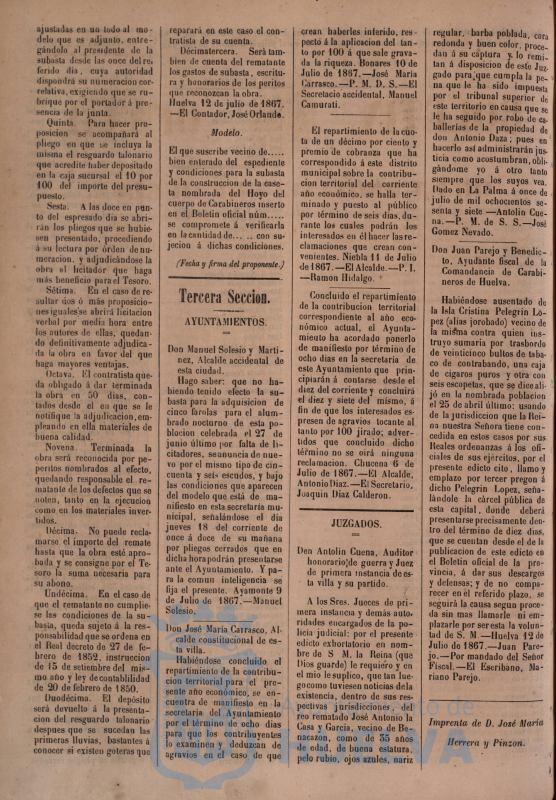 ajustadas en un todo al mo-
delo que es adjunto, entre-
gándolo al presidente de la
subasta desde las once del re-
ferido dia, cuya autoridad
dispondrá su numeracion cor-
relativa, exigiendo que se ru-
brique por el portador á pre-
sencia de la junta.
Quinta. Para hacer pro-
posicion se acompañará al
pliego en que se incluya la
misma el resguardo talonario
que acredite haber depositado
en la caja sucursal el 10 por
100 del importe del presu-
puesto.
Sesta. A las doce en pun-
to del espresado dia se abri-
rán los pliegos que se hubie-
sen presentado, procediendo
á su lectura por órden de nu-
meracion, y adjudicándose la
obra al licitador que haga
más beneficio para el Tesoro.
Sétima. En el caso de re-
sultar dos ó más proposicio-
nes iguales se abrirá licitacion
verbal por media hora entre
los autores de ellas, quedan-
do definitivamente adjudica-
da la obra en favor del que
haga mayores ventajas.
Octava. El contratista que-
da obligado á dar terminada
la obra en 50 dias, con-
tados desde el en que se le
notifique la adjudicacion, em-
pleando en ella materiales de
buena calidad.
Novena. Terminada la
obra será reconocida por pe-
ritos nombrados al efecto,
quedando responsable el re-
matante de los defectos que se
noten, tanto en la ejecucion
como en los materiales inver-
tidos.
Décima. No puede recla-
marse el importe del remate
hasta que la obra esté apro-
bada y se consigne por el Te-
soro la suma necesaria para
su abono.
Undécima. En el caso de
que el rematante no cumplie-
se las condiciones de la su-
basta, queda sujeto á la res-
ponsabilidad que se ordena en
el Real decreto de 27 de fe-
brero de 1852, instruccion
de 15 de setiembre del mis-
mo año y ley de contabilidad
de 20 de febrero de 1850.
Duodécima. El depósito
será devuelto á la presenta-
cion del resguardo talonario
despues que se sucedan las
primeras lluvias, bastantes á
conocer si existen goteras que
reparará en este caso el con-
tratista de su cuenta.
Décimatercera. Será tam-
bien de cuenta del rematante
los gastos de subasta, escritu-
ra y honorarios de los peritos
que reconozcan la obra.
Huelva 12 de julio de 1867.
—El Contador, José Orlando.
Modelo.
El que suscribe vecino de.....
bien enterado del espediente
y condiciones para la subasta
de la construccion de la case-
ta nombrada del Hoyo del
cuerpo de Carabineros inserto
en el Boletin oficial núm.....
se compromete á verificarla
en la cantidad de..... con su-
jecion á dichas condiciones.
(Fecha y firma del proponente.)
Tercera Seccion.
AYUNTAMIENTOS.
Don Manuel Solesio y Marti-
nez, Alcalde accidental de
esta ciudad.
Hago saber: que no ha-
biendo tenido efecto la su-
basta para la adquisicion de
cinco farolas para el alum-
brado nocturno de esta po-
blacion celebrada el 27 de
junio último por falta de li-
citadores, se anuncia de nue-
vo por el mismo tipo de cin-
cuenta y seis escudos, y bajo
las condiciones que aparecen
del modelo que está de ma-
nifiesto en esta secretaría mu-
nicipal, señalándose el dia
jueves 18 del corriente de
once á doce de su mañana
por pliegos cerrados que en
dicha hora podrán presentarse
ante el Ayuntamiento. Y pa-
ra la comun inteligencia se
fija el presente. Ayamonte 9
de Julio de 1867.—Manuel
Solesio.
Don José María Carrasco, Al-
calde constitucional de es-
ta villa.
Habiéndose concluido el
repartimiento de la contribu-
cion territorial para el pre-
sente año económico, se en-
cuentra de manifiesto en la
secretaría del Ayuntamiento
por el término de ocho dias
para que los contribuyentes
lo examinen y deduzcan de
agravios en el caso de que
crean haberles inferido, res-
pectó á la aplicacion del tan-
to por 100 á que sale grava-
da la riqueza. Bonares 10 de
Julio de 1867.—José Maria
Carrasco.—P. M. D. S.—El
Secretacio accidental, Manuel
Camurati.
El repartimiento de la cuo-
ta de un décimo por ciento y
premio de cobranza que ha
correspondido á este distrito
municipal sobre la contribu-
cion territorial del corriente
año económico, se halla ter-
minado y puesto al público
por término de seis dias, du-
rante los cuales podrán los
interesados en él hacer las re-
clamaciones que crean con-
venientes. Niebla 11 de Juli
de 1867.—El Alcalde.—P. I.
—Ramon Hidalgo.
Concluido el repartimiento
de la contribucion territorial
correspondiente al año eco-
nómico actual, el Ayunta-
miento ha acordado ponerlo
de manifiesto por término de
ocho dias en la secretaría de
este Ayuntamiento que prin-
cipiarán á contarse desde el
diez del corriente y concluirá
el diez y siete del mismo, á
fin de que los interesados es-
presen de agravios tocante al
tanto por 100 jirado; adver-
tidos que concluido dicho
término no se oirá ninguna
reclamacion. Chucena 6 de
Julio de 1867.—El Alcalde,
Antonio Diaz.—El Secretario,
Joaquin Diaz Calderon.
JUZGADOS.
Don Antolin Cuena, Auditor
honorario de guerra y Juez
de primera instancia de es-
ta villa y su partido.
A los Sres. Jueces de pri-
mera instancia y demás auto-
ridades encargados de la po-
licia judicial: por el presente
edicto exhortatorio en nom-
bre de S M. la Reina (que
Dios guarde) le requiero y en
el mio le suplico, que tan lue-
go como tuviesen noticias de la
existencia, dentro de sus res-
pectivas jurisdicciones, del
reo rematado José Antonio la
Casa y Garcia, vecino de Be-
nacazon, como de 35 años
de edad, de buena estatura,
pelo rubio, ojos azules, nariz
regular, barba poblada, cara
redonda y buen color, proce-
dan á su captura y lo remi-
tan á disposicion de este Juz-
gado para que cumpla la pe-
na que le ha sido impuesta
por el tribunal superior de
este territorio en causa que se
le ha seguido por robo de ca-
ballerías de la propiedad de
don Antonio Daza; pues en
hacerlo asi administrarán jus-
ticia como acostumbran, obli-
gándome yo á otro tanto
siempre que los suyos vea.
Dado en La Palma á once de
julio de mil ochocientos se-
senta y siete—Antolin Cue-
na.—P. M. de S. S.—José
Gomez Nevado.
Don Juan Parejo y Benedic-
to, Ayudante fiscal de la
Comandancia de Carabi-
neros de Huelva.
Habiéndose ausentado de
la Isla Cristina Pelegrin Lo-
pez (alias jorobado) vecino de
la misma contra quien ins-
truyo sumaria por trasbordo
de veinticinco bultos de taba-
co de contrabando, una caja
de cigaros puros y otra con
seis escopetas, que se dice ali-
jó en la nombrada poblacion
el 25 de abril último; usando
de la jurisdiccion que la Rei-
na nuestra Señora tiene con-
cedida en estos casos por sus
Reales ordenanzas á los ofi-
ciales de sus ejércitos, por el
presente edicto cito, llamo y
emplazo por tercer pregon á
dicho Pelegrin Lopez, seña-
lándole la cárcel pública de
esta capital, donde deberá
presentarse precisamente den-
tro del término de diez dias,
que se cuentan desde el de la
publicacion de este edicto en
el Boletin oficial de la pro-
vincia, á dar sus descargos
y defensas; y de no compa-
recer en el referido plazo, se
seguirá la causa segun proce-
da sin mas llamarle ni em-
plazarle por ser esta la volun-
tad de S. M—Huelva 12 de
Julio de 1867.—Juan Pare-
jo.—Por mandado del Señor
Fiscal.—El Escribano, Ma-
riano Parejo.
Imprenta de D. José María
Herrera y Pinzon.